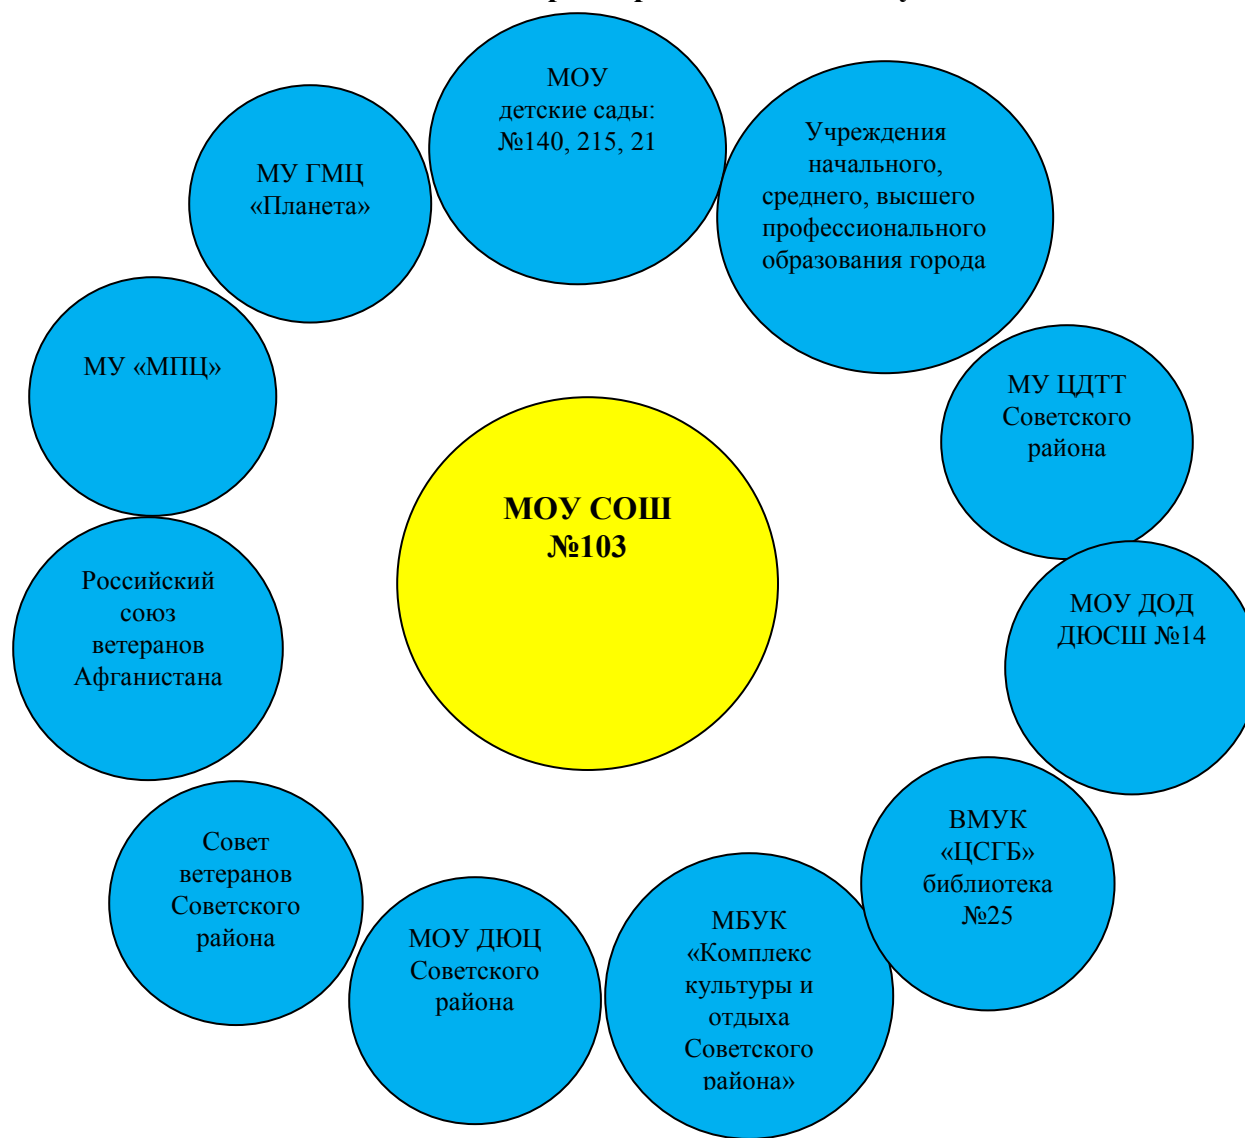 МОУ
детские сады:
№140, 215, 21
Учреждения
начального,
среднего, высшего
профессионального
образования города
МУ ГМЦ
«Планета»
МУ «МПЦ»
МУ ЦДТТ
Советского
района
МОУ СОШ
№103
Российский
союз
ветеранов
Афганистана
МОУ ДОД
ДЮСШ №14
Совет
ветеранов
Советского
района
ВМУК
«ЦСГБ»
библиотека
№25
МОУ ДЮЦ
Советского
района
МБУК
«Комплекс
культуры и
отдыха
Советского
района»